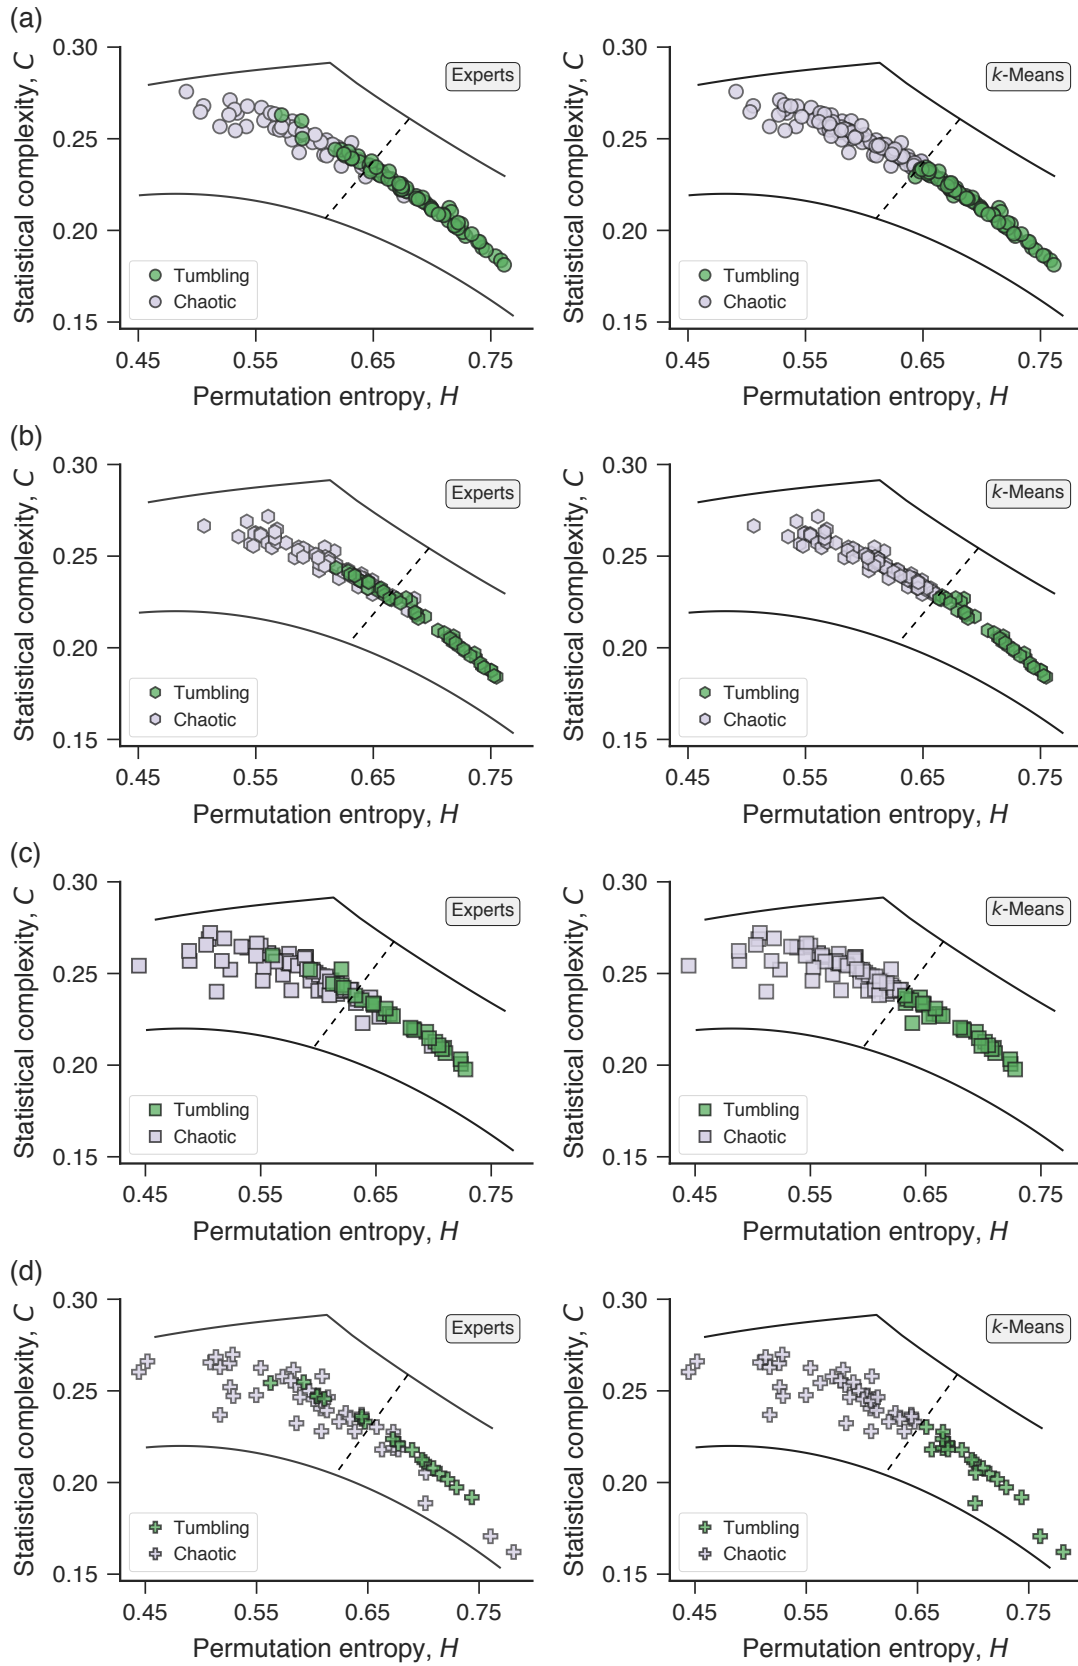 (a)
Statistical complexity, C
0.30
0.25
0.20
0.15
Experts
Tumbling
Chaotic
0.45 0.55 0.65 0.75
Permutation entropy, H
Statistical complexity, C
0.30
0.25
0.20
0.15
k-Means
Tumbling
Chaotic
0.45 0.55 0.65 0.75
Permutation entropy, H
(b)
Statistical complexity, C
0.30
0.25
0.20
0.15
Experts
Tumbling
Chaotic
0.45 0.55 0.65 0.75
Permutation entropy, H
Statistical complexity, C
0.30
0.25
0.20
0.15
k-Means
Tumbling
Chaotic
0.45 0.55 0.65 0.75
Permutation entropy, H
(c)
Statistical complexity, C
0.30
0.25
0.20
0.15
Experts
Tumbling
Chaotic
0.45 0.55 0.65 0.75
Permutation entropy, H
Statistical complexity, C
0.30
0.25
0.20
0.15
k-Means
Tumbling
Chaotic
0.45 0.55 0.65 0.75
Permutation entropy, H
(d)
Statistical complexity, C
0.30
0.25
0.20
0.15
Experts
Tumbling
Chaotic
0.45 0.55 0.65 0.75
Permutation entropy, H
Statistical complexity, C
0.30
0.25
0.20
0.15
k-Means
Tumbling
Chaotic
0.45 0.55 0.65 0.75
Permutation entropy, H